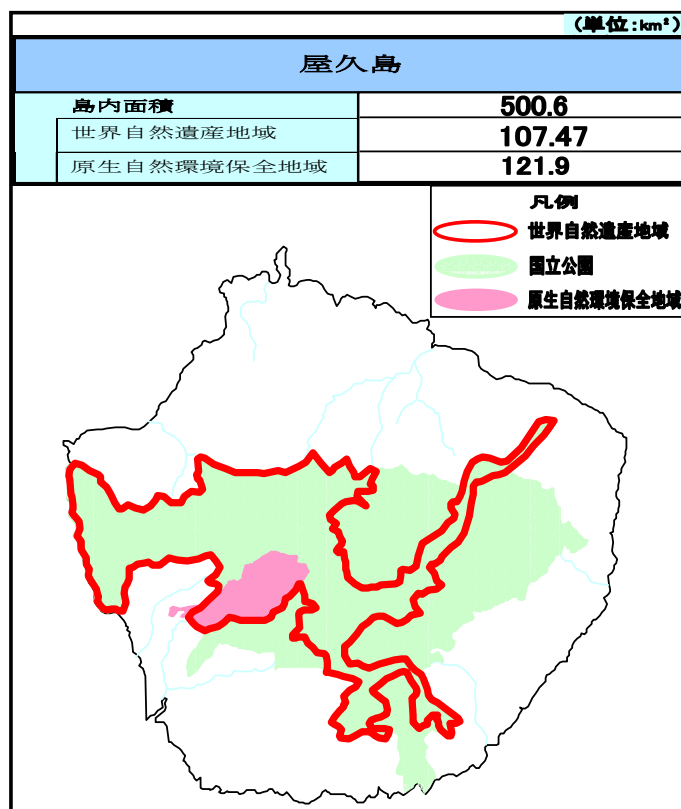 (単位:km²)
屋久島
島内面積 500.6
世界自然遺産地域 107.47
原生自然環境保全地域 121.9
凡例
世界自然遺産地域
国立公園
原生自然環境保全地域